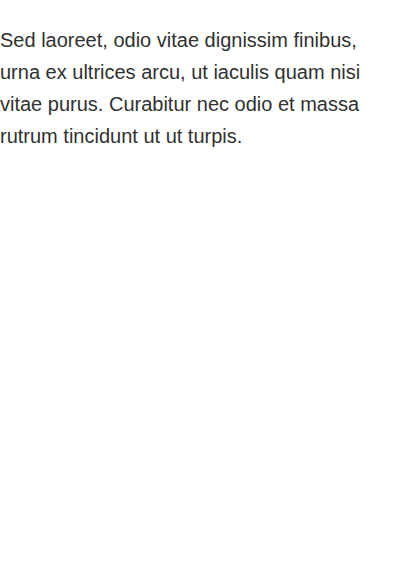 Sed laoreet, odio vitae dignissim finibus,
urna ex ultrices arcu, ut iaculis quam nisi
vitae purus. Curabitur nec odio et massa
rutrum tincidunt ut ut turpis.